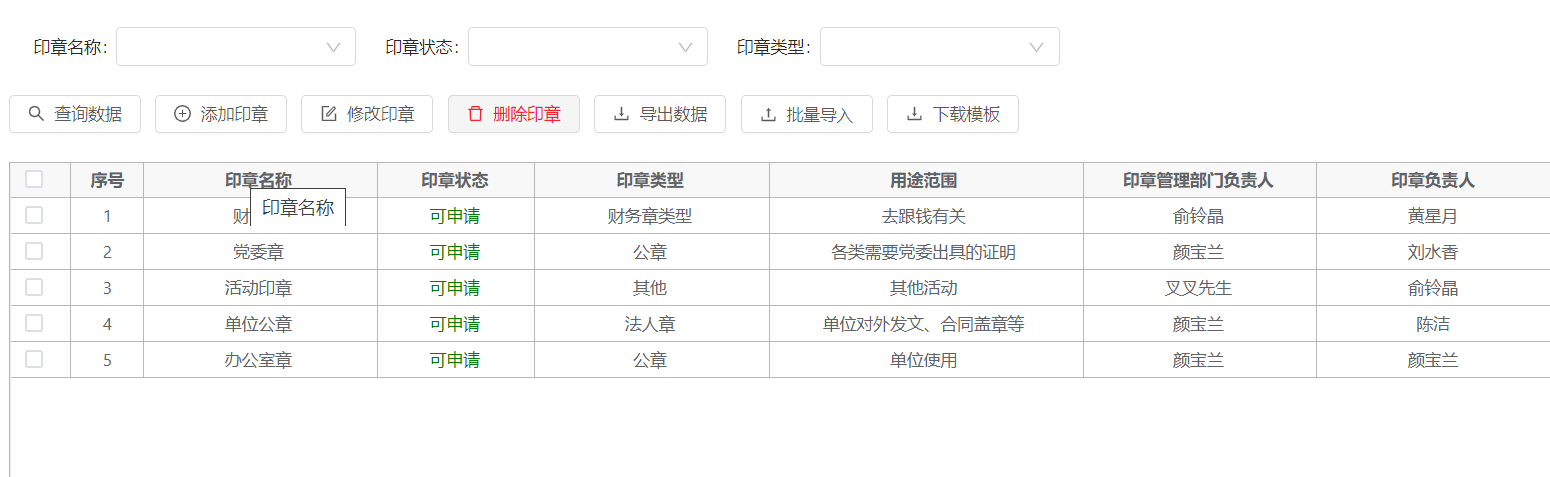 印章名称: 印章状态: 印章类型:
查询数据 添加印章 修改印章 删除印章 导出数据 批量导入 下载模板
序号 印章名称 印章状态 印章类型 用途范围 印章管理部门负责人 印章负责人
印章名称
1 财 可申请 财务章类型 去跟钱有关 俞铃晶 黄星月
2 党委章 可申请 公章 各类需要党委出具的证明 颜宝兰 刘水香
3 活动印章 可申请 其他 其他活动 叉叉先生 俞铃晶
4 单位公章 可申请 法人章 单位对外发文、合同盖章等 颜宝兰 陈洁
5 办公室章 可申请 公章 单位使用 颜宝兰 颜宝兰